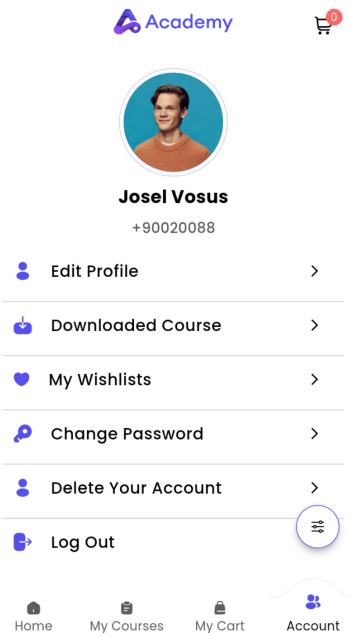 Academy
0
Josel Vosus
+90020088
Edit Profile
Downloaded Course
My Wishlists
Change Password
Delete Your Account
Log Out
Home
My Courses
My Cart
Account